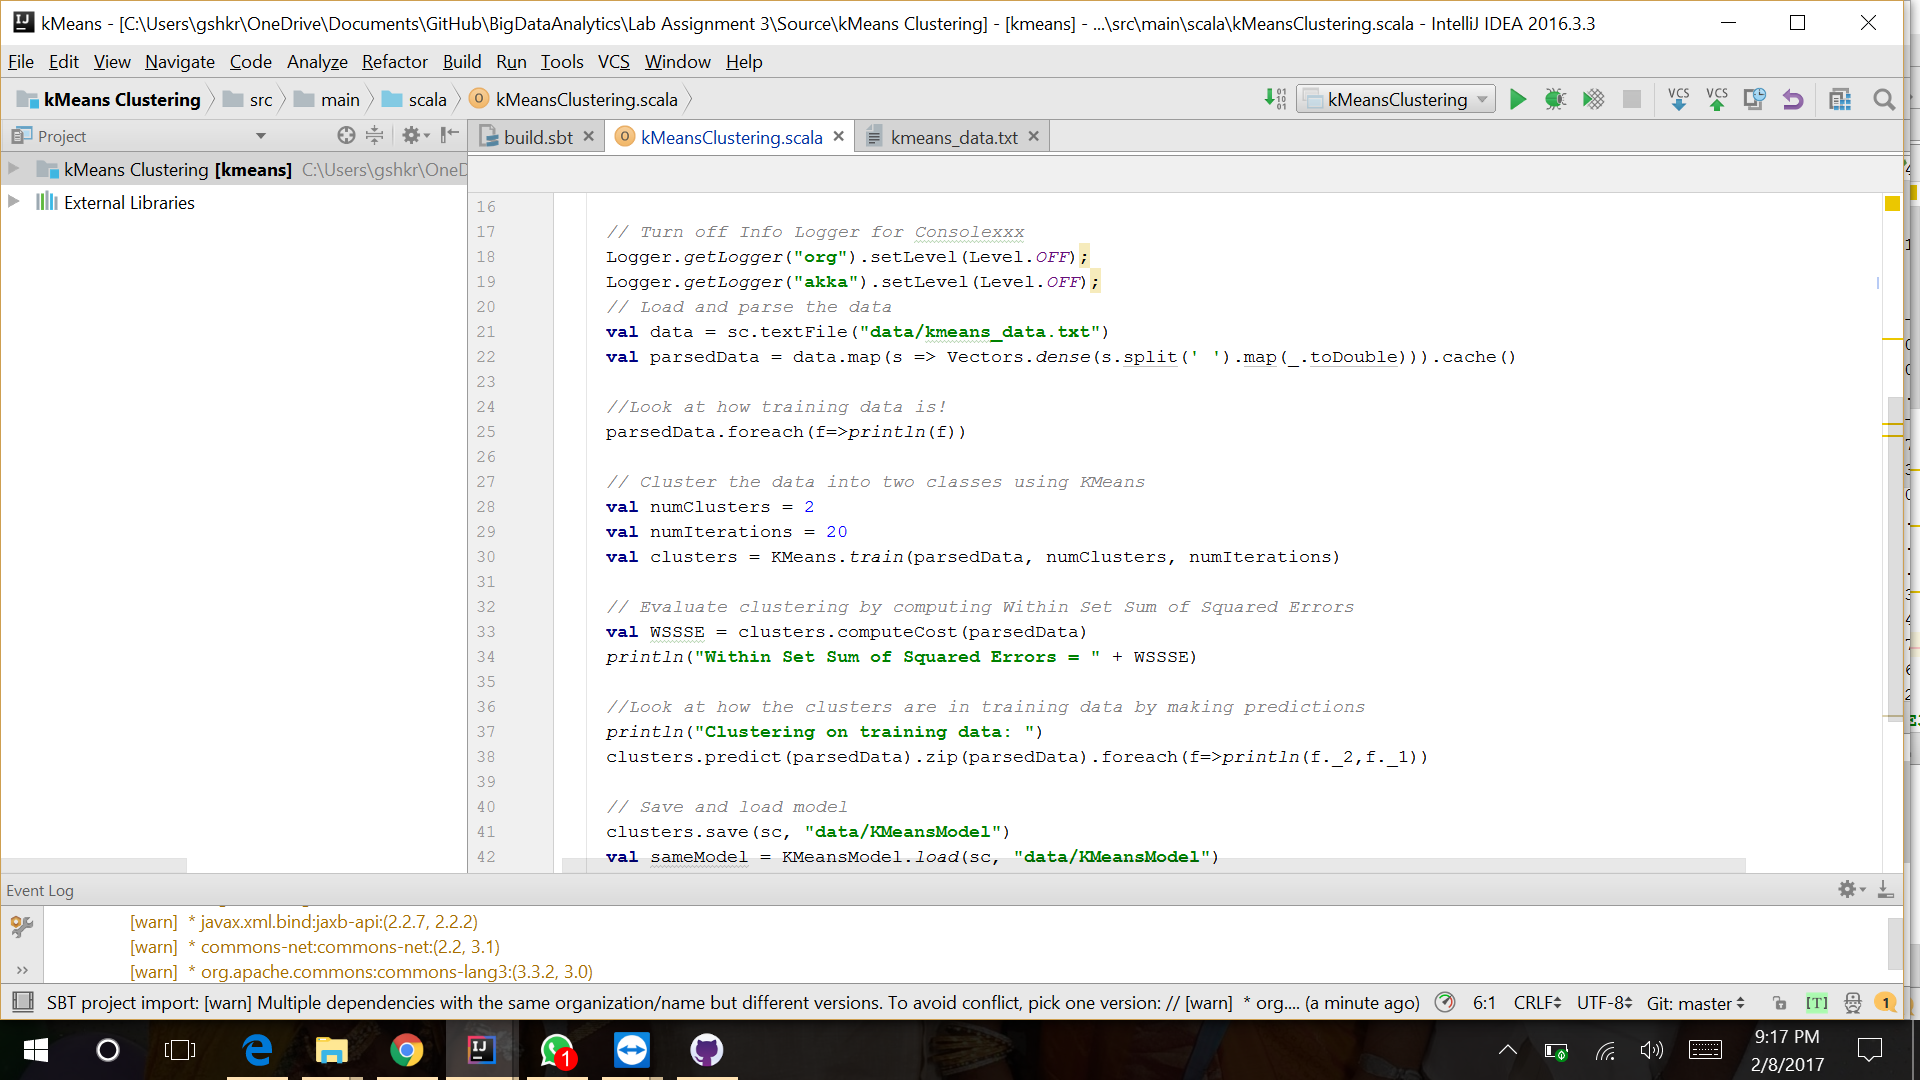 kMeans - [C:\Users\gshkr\OneDrive\Documents\GitHub\BigDataAnalytics\Lab Assignment 3\Source\kMeans Clustering] - [kmeans] - ...\src\main\scala\kMeansClustering.scala - IntelliJ IDEA 2016.3.3
File Edit View Navigate Code Analyze Refactor Build Run Tools VCS Window Help
kMeans Clustering src main scala kMeansClustering.scala kMeansClustering VCS VCS
Project build.sbt kMeansClustering.scala kmeans_data.txt
kMeans Clustering [kmeans] C:\Users\gshkr\OneD
External Libraries
16
17 // Turn off Info Logger for Consolexxx
18 Logger.getLogger("org").setLevel(Level.OFF);
19 Logger.getLogger("akka").setLevel(Level.OFF);
20 // Load and parse the data
21 val data = sc.textFile("data/kmeans_data.txt")
22 val parsedData = data.map(s => Vectors.dense(s.split(' ').map(_.toDouble))).cache()
23
24 //Look at how training data is!
25 parsedData.foreach(f=>println(f))
26
27 // Cluster the data into two classes using KMeans
28 val numClusters = 2
29 val numIterations = 20
30 val clusters = KMeans.train(parsedData, numClusters, numIterations)
31
32 // Evaluate clustering by computing Within Set Sum of Squared Errors
33 val WSSSE = clusters.computeCost(parsedData)
34 println("Within Set Sum of Squared Errors = " + WSSSE)
35
36 //Look at how the clusters are in training data by making predictions
37 println("Clustering on training data: ")
38 clusters.predict(parsedData).zip(parsedData).foreach(f=>println(f._2,f._1))
39
40 // Save and load model
41 clusters.save(sc, "data/KMeansModel")
42 val sameModel = KMeansModel.load(sc, "data/KMeansModel")
Event Log
[warn] * javax.xml.bind:jaxb-api:(2.2.7, 2.2.2)
[warn] * commons-net:commons-net:(2.2, 3.1)
[warn] * org.apache.commons:commons-lang3:(3.3.2, 3.0)
SBT project import: [warn] Multiple dependencies with the same organization/name but different versions. To avoid conflict, pick one version: // [warn] * org.... (a minute ago) 6:1 CRLF UTF-8 Git: master [T] 1
1
9:17 PM
2/8/2017